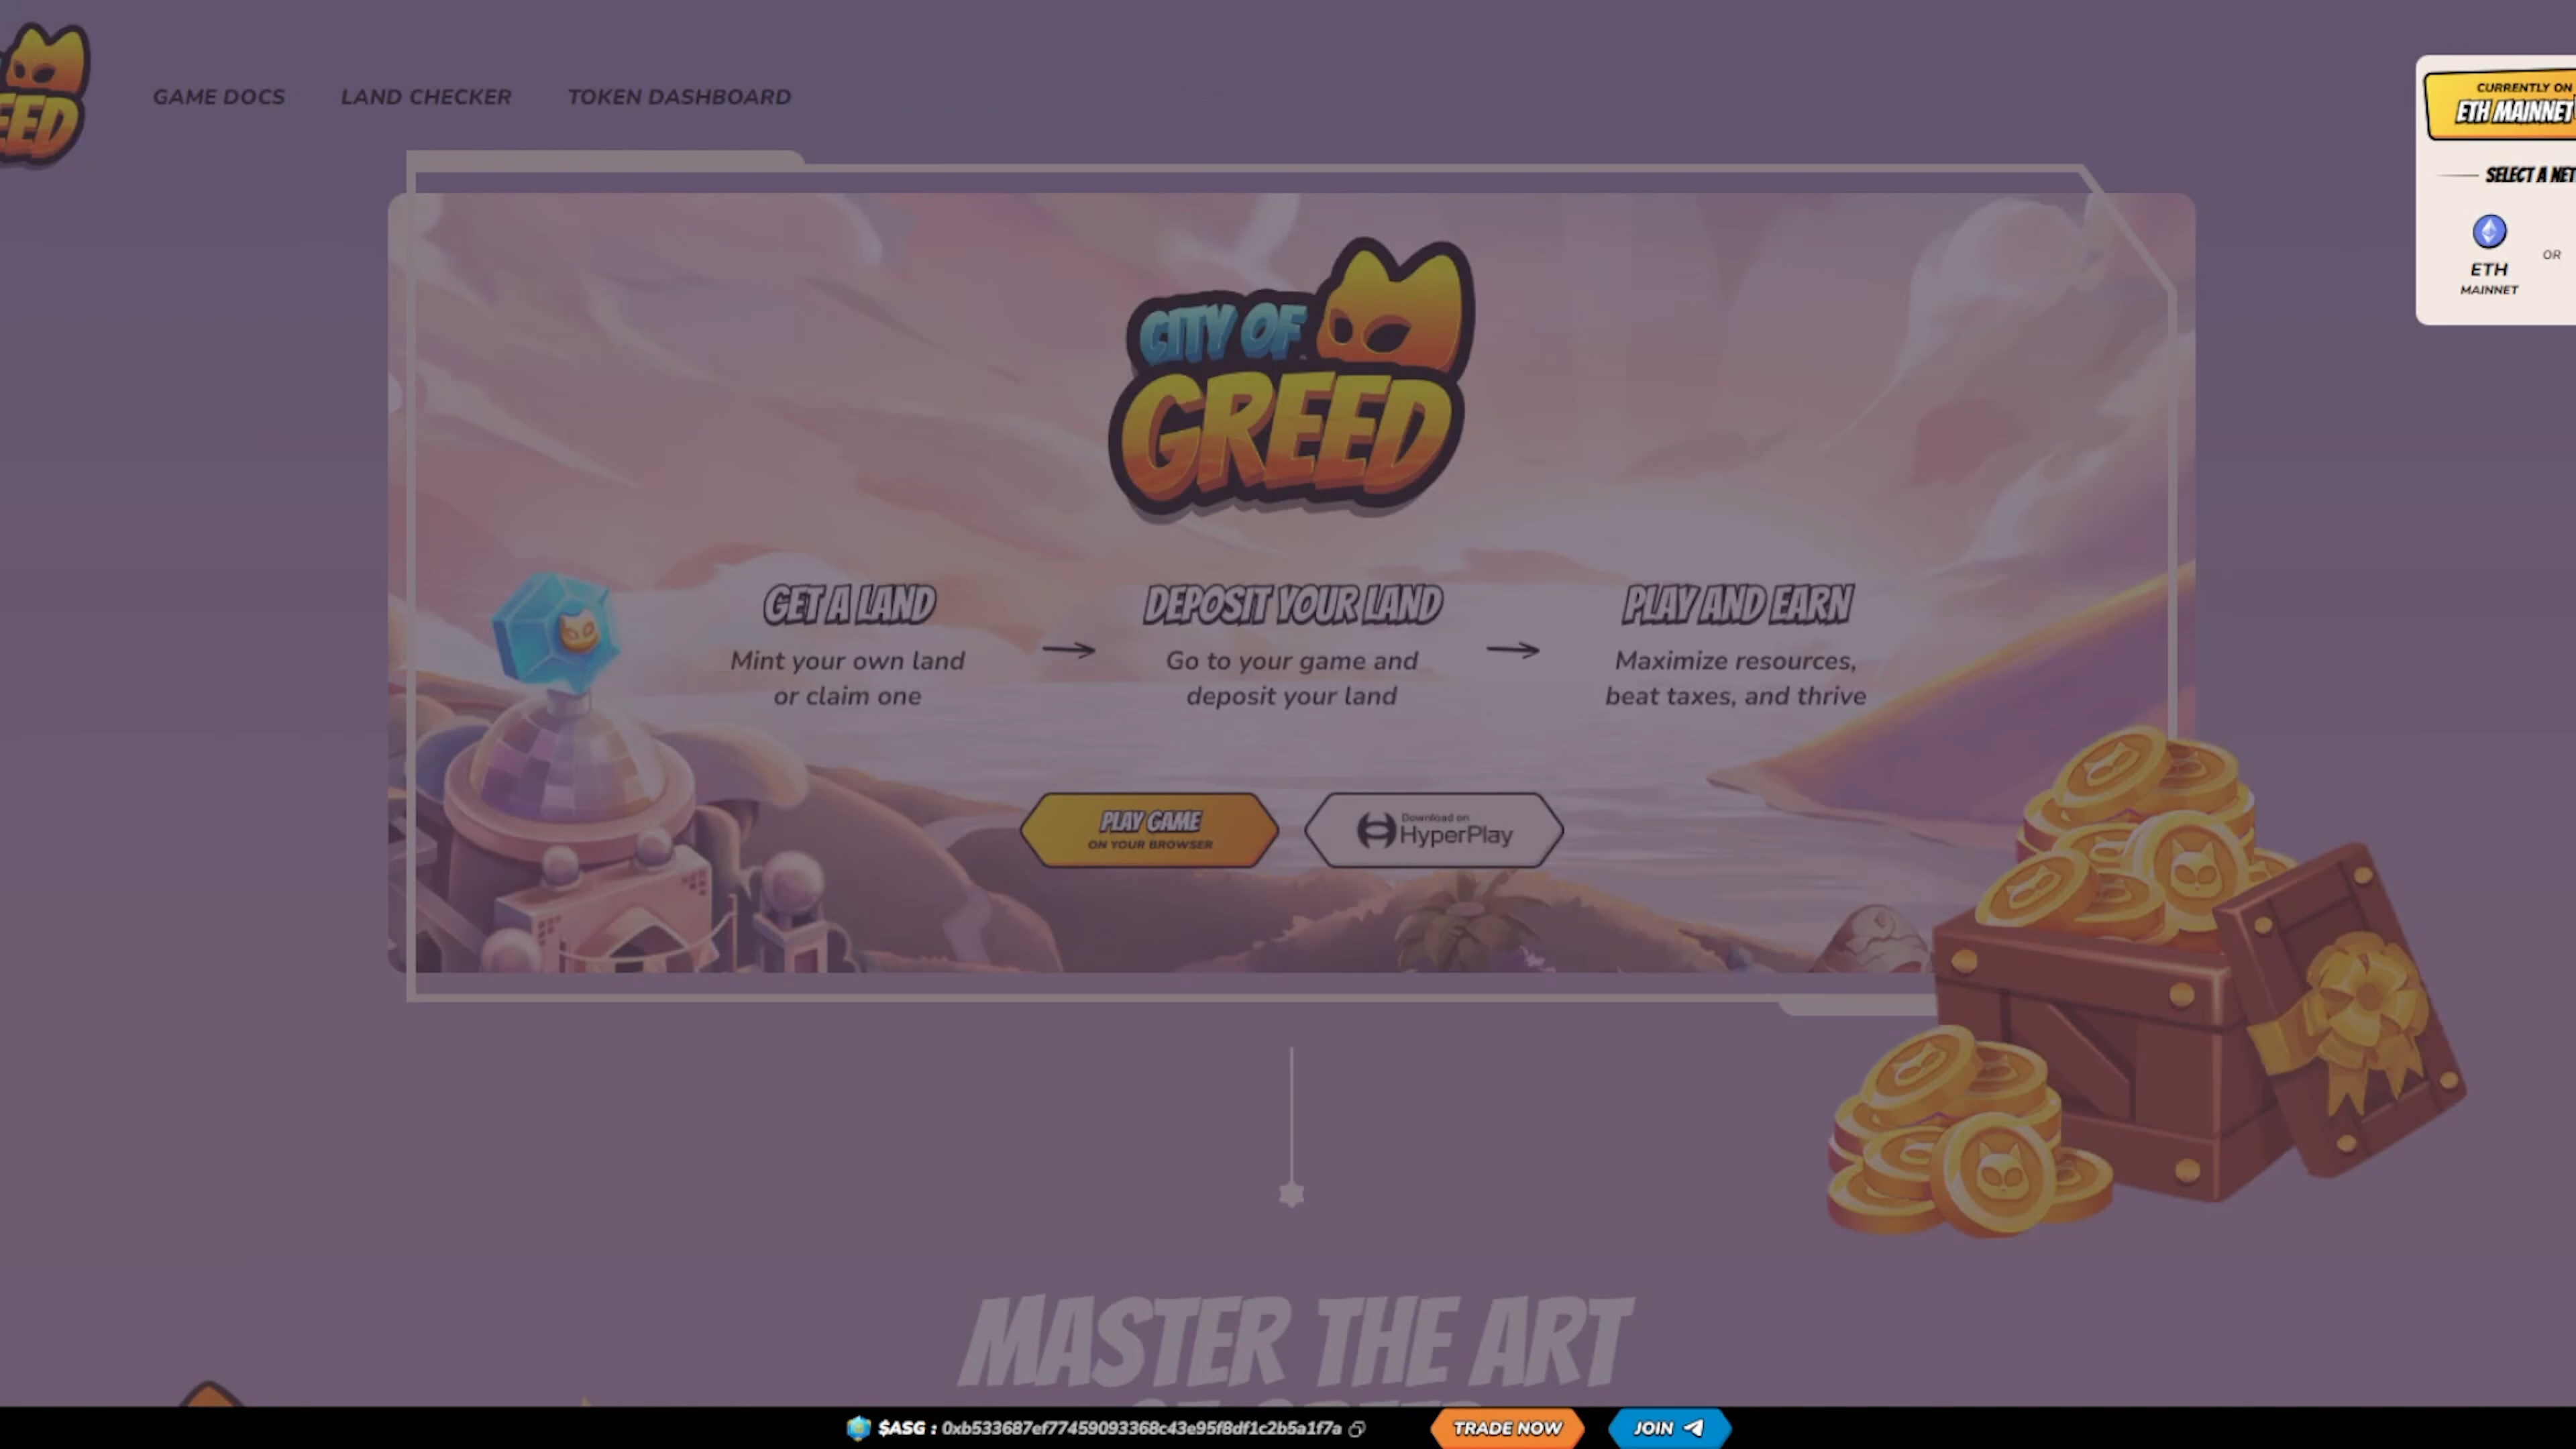 EED
GAME DOCS
LAND CHECKER
TOKEN DASHBOARD
CURRENTLY ON
ETH MAINNET
SELECT A NET
ETH
MAINNET
OR
CITY OF
GREED
GET A LAND
Mint your own land
or claim one
DEPOSIT YOUR LAND
Go to your game and
deposit your land
PLAY AND EARN
Maximize resources,
beat taxes, and thrive
PLAY GAME
ON YOUR BROWSER
Download on
HyperPlay
MASTER THE ART
$ASG : 0xb533687ef77459093368c43e95f8df1c2b5a1f7a
TRADE NOW
JOIN